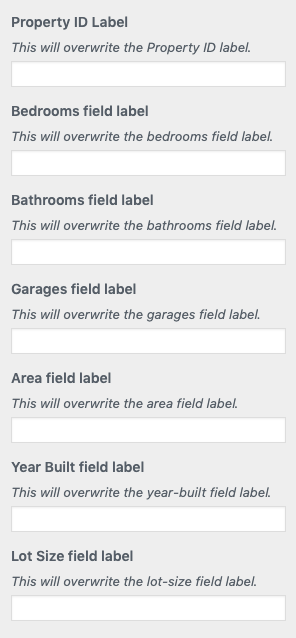 Property ID Label
This will overwrite the Property ID label.
Bedrooms field label
This will overwrite the bedrooms field label.
Bathrooms field label
This will overwrite the bathrooms field label.
Garages field label
This will overwrite the garages field label.
Area field label
This will overwrite the area field label.
Year Built field label
This will overwrite the year-built field label.
Lot Size field label
This will overwrite the lot-size field label.